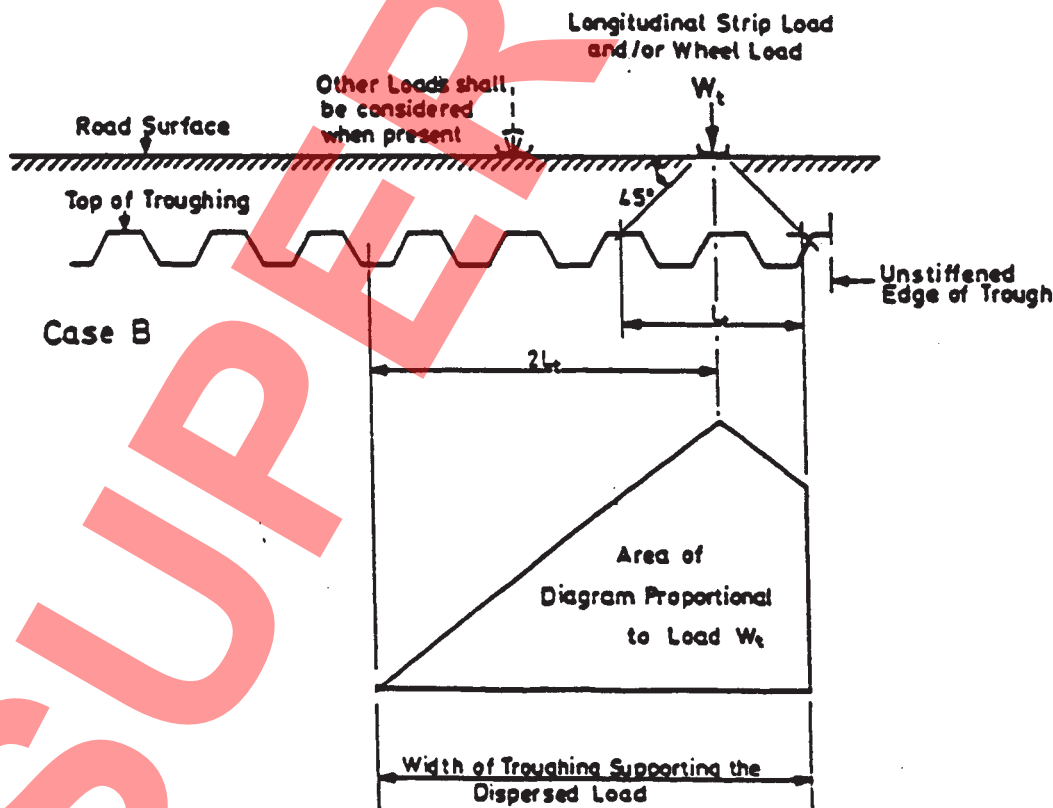 Longitudinal Strip Load
and/or Wheel Load
Wt
Other Loads shall
be considered
when present
Road Surface
45°
Top of Troughing
Unstiffened
Edge of Trough
Case B
Lt
2Lt
Area of
Diagram Proportional
to Load Wt
Width of Troughing Supporting the
Dispersed Load
SUPER